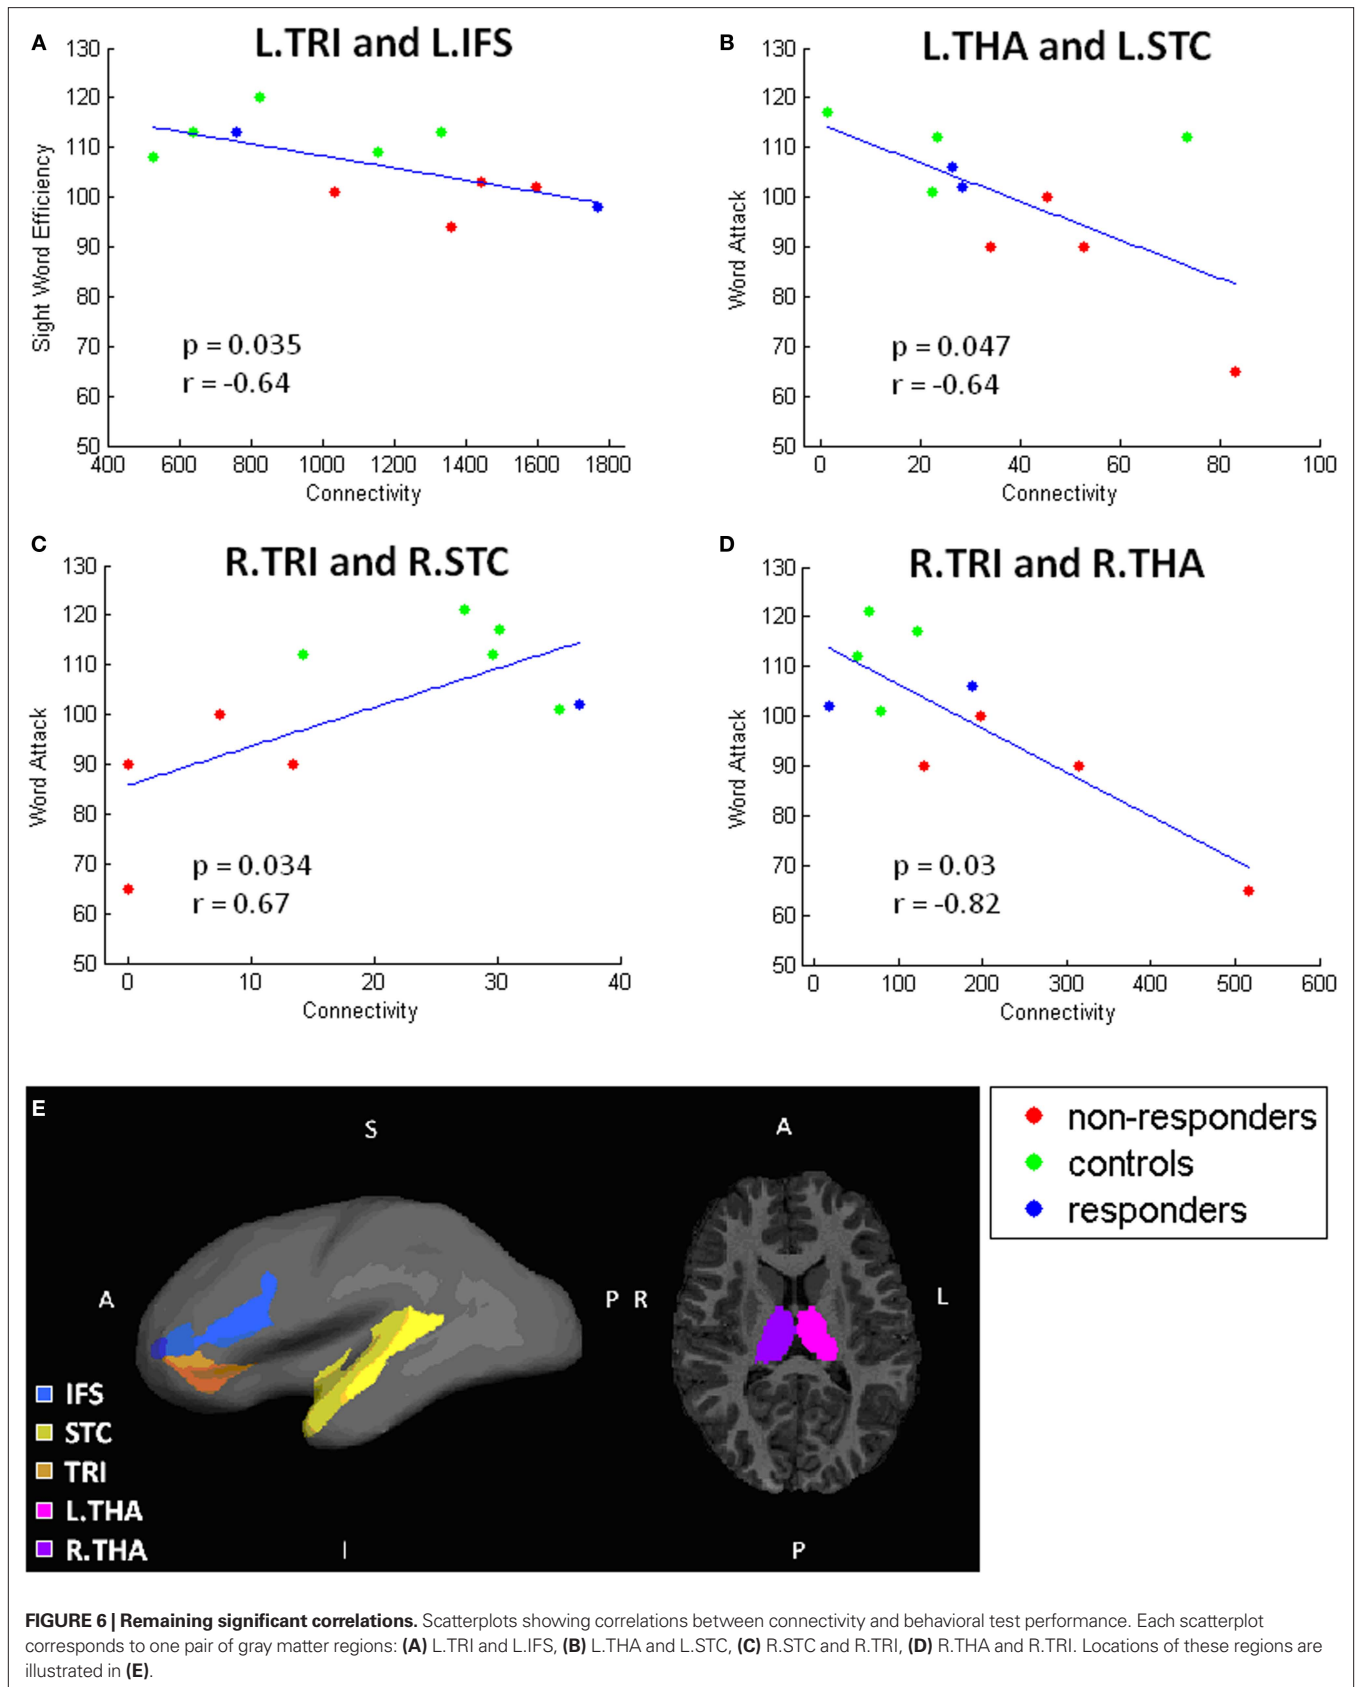 A
L.TRI and L.IFS
130
120
110
100
90
80
70
60
50
Sight Word Efficiency
p = 0.035
r = -0.64
400 600 800 1000 1200 1400 1600 1800
Connectivity
B
L.THA and L.STC
130
120
110
100
90
80
70
60
50
Word Attack
p = 0.047
r = -0.64
0 20 40 60 80 100
Connectivity
C
R.TRI and R.STC
130
120
110
100
90
80
70
60
50
Word Attack
p = 0.034
r = 0.67
0 10 20 30 40
Connectivity
D
R.TRI and R.THA
130
120
110
100
90
80
70
60
50
Word Attack
p = 0.03
r = -0.82
0 100 200 300 400 500 600
Connectivity
E
S
A
P
I
IFS
STC
TRI
L.THA
R.THA
A
R
L
P
non-responders
controls
responders
FIGURE 6 | Remaining significant correlations. Scatterplots showing correlations between connectivity and behavioral test performance. Each scatterplot
corresponds to one pair of gray matter regions: (A) L.TRI and L.IFS, (B) L.THA and L.STC, (C) R.STC and R.TRI, (D) R.THA and R.TRI. Locations of these regions are
illustrated in (E).